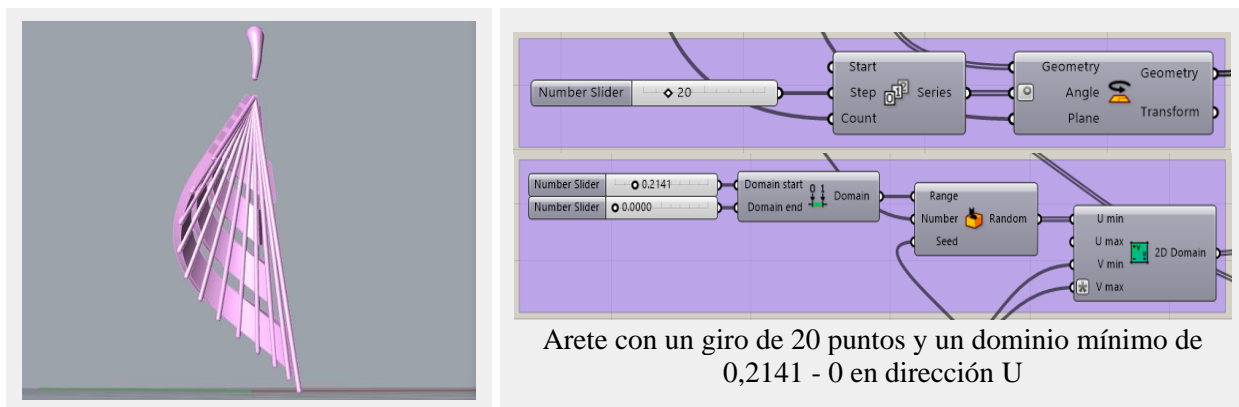 Number Slider
20
Start
Step
Count
Series
Geometry
Angle
Plane
Geometry
Transform
Number Slider
0.2141
Number Slider
0.0000
Domain start
Domain end
Domain
Range
Number
Seed
Random
U min
U max
V min
V max
2D Domain
Arete con un giro de 20 puntos y un dominio mínimo de
0,2141 - 0 en dirección U